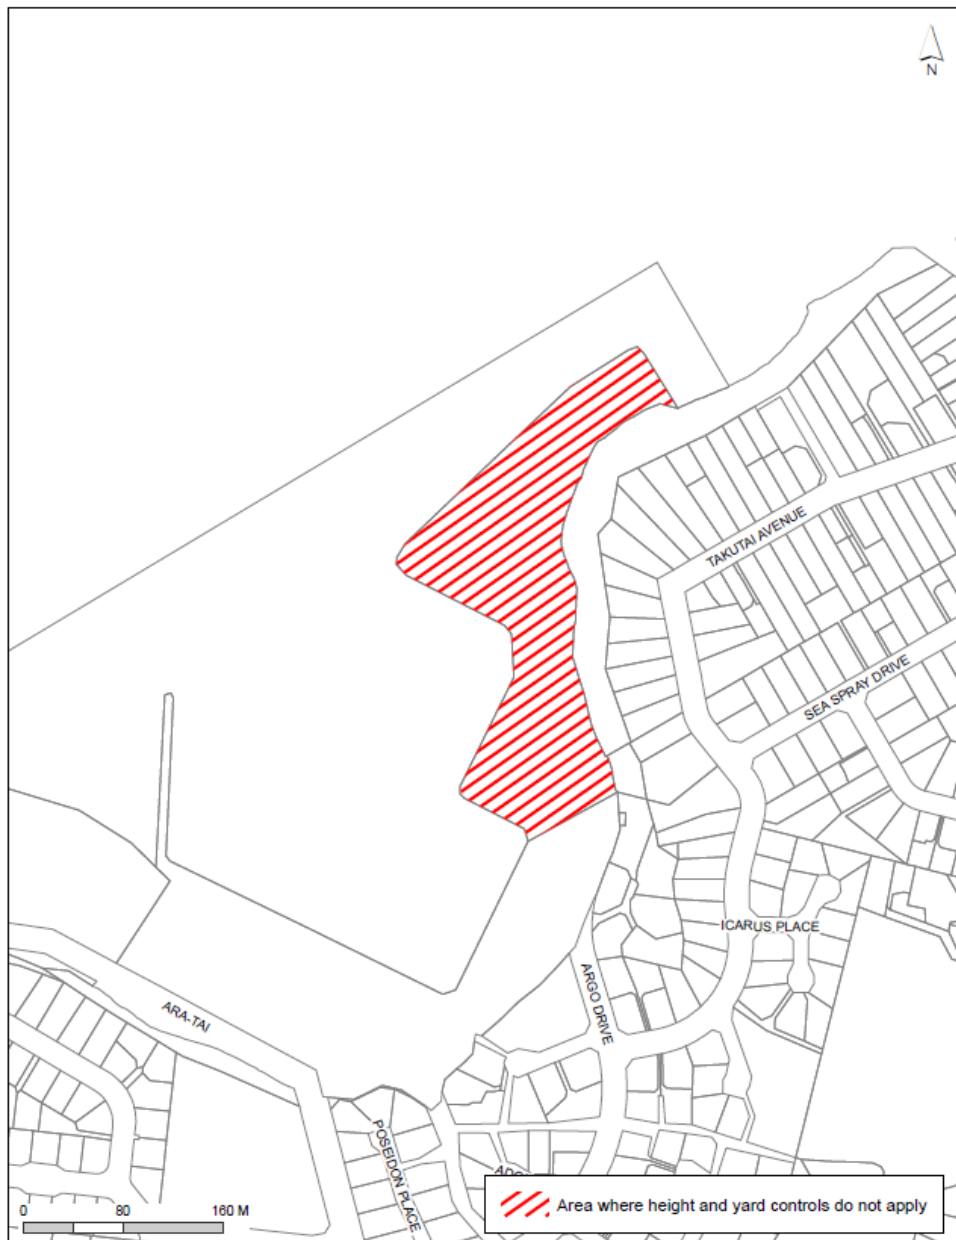 N
TAKUTAI AVENUE
SEA SPRAY DRIVE
ICARUS PLACE
ARGO DRIVE
ARA-TAI
POSEIDON PLACE
0 80 160 M
Area where height and yard controls do not apply